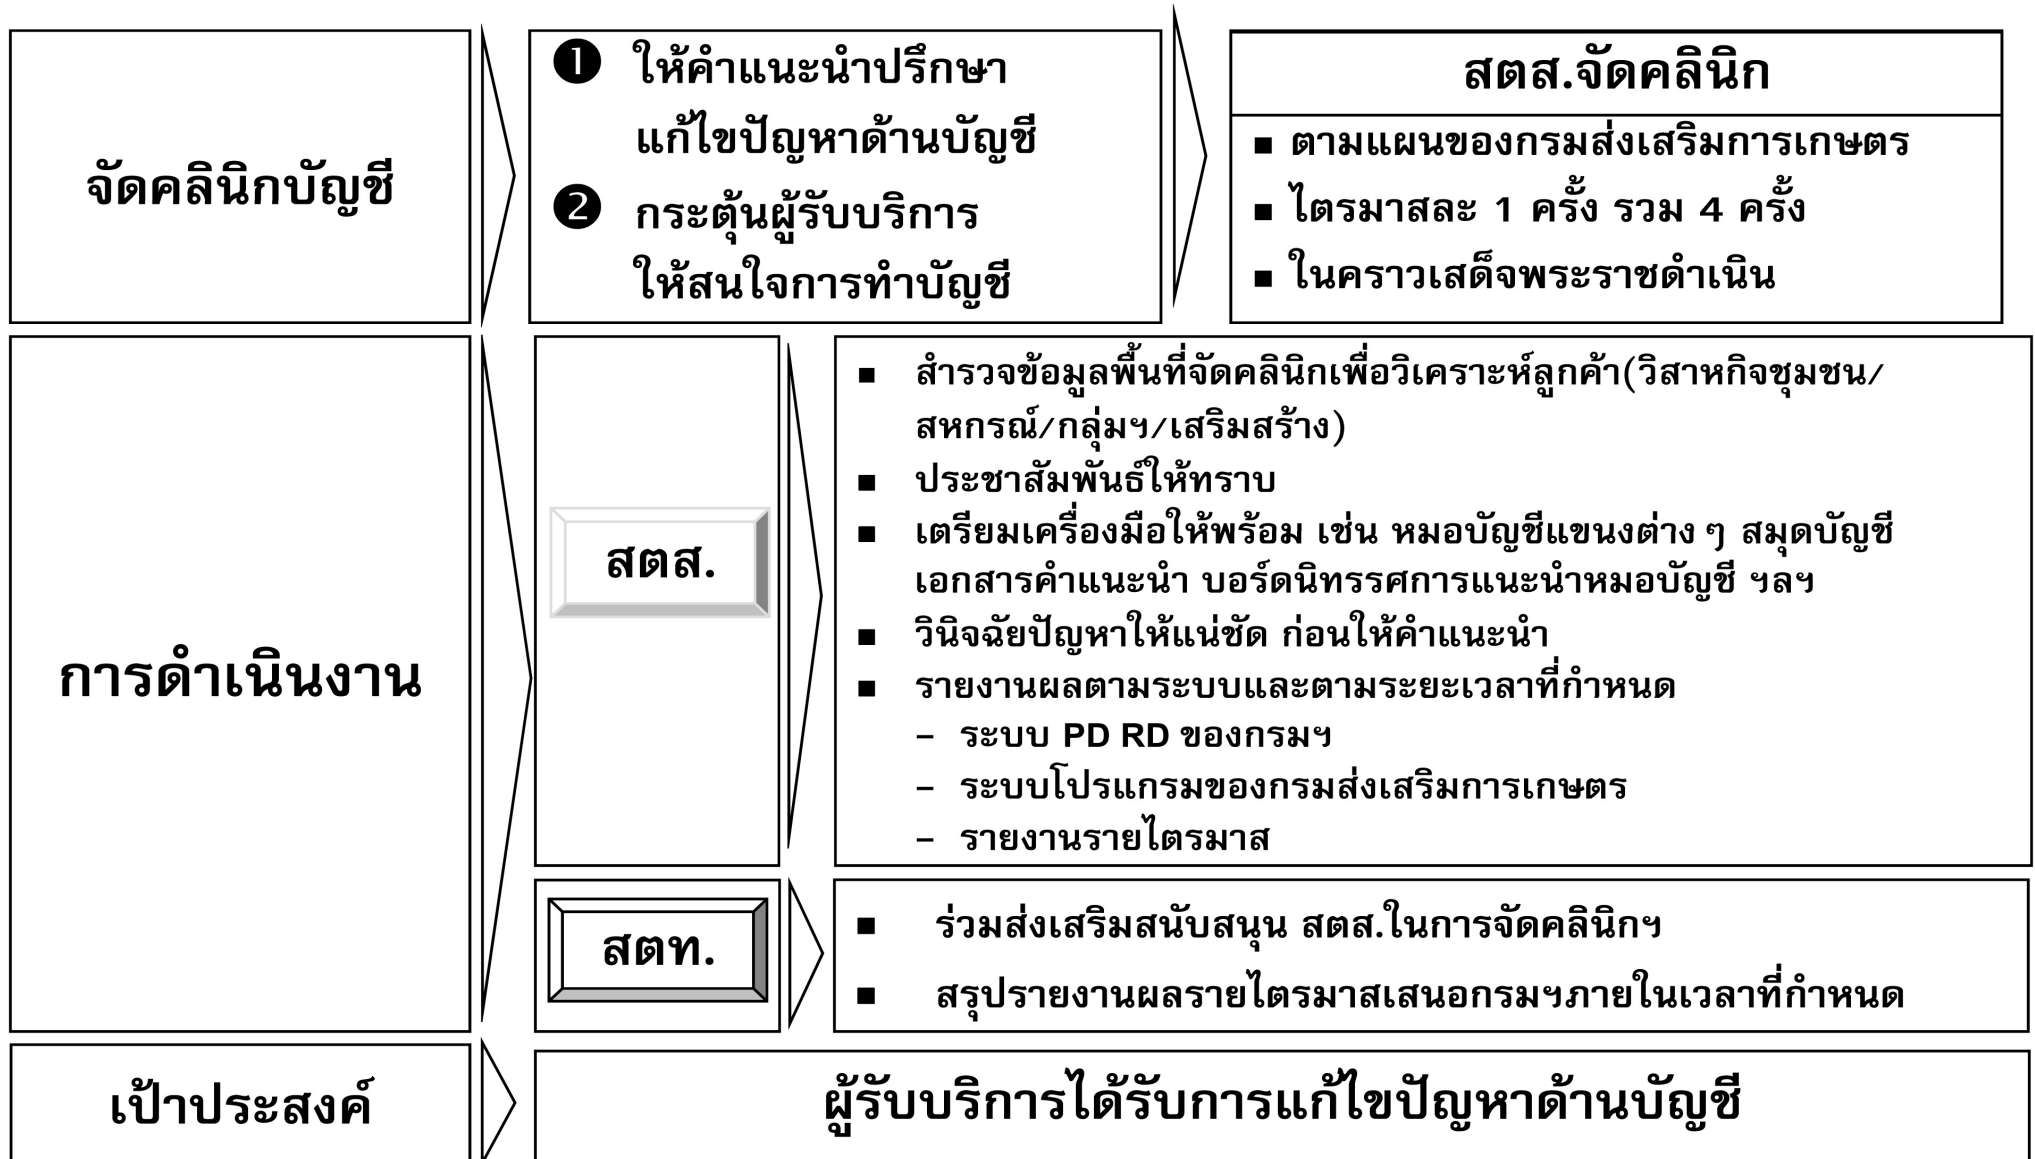 จัดคลินิกบัญชี
❶ ให้คำแนะนำปรึกษา
แก้ไขปัญหาด้านบัญชี
❷ กระตุ้นผู้รับบริการ
ให้สนใจการทำบัญชี
สตส.จัดคลินิก
▪ ตามแผนของกรมส่งเสริมการเกษตร
▪ ไตรมาสละ 1 ครั้ง รวม 4 ครั้ง
▪ ในคราวเสด็จพระราชดำเนิน
การดำเนินงาน
สตส.
▪ สำรวจข้อมูลพื้นที่จัดคลินิกเพื่อวิเคราะห์ลูกค้า(วิสาหกิจชุมชน/
สหกรณ์/กลุ่มฯ/เสริมสร้าง)
▪ ประชาสัมพันธ์ให้ทราบ
▪ เตรียมเครื่องมือให้พร้อม เช่น หมอบัญชีแขนงต่าง ๆ สมุดบัญชี
เอกสารคำแนะนำ บอร์ดนิทรรศการแนะนำหมอบัญชี ฯลฯ
▪ วินิจฉัยปัญหาให้แน่ชัด ก่อนให้คำแนะนำ
▪ รายงานผลตามระบบและตามระยะเวลาที่กำหนด
– ระบบ PD RD ของกรมฯ
– ระบบโปรแกรมของกรมส่งเสริมการเกษตร
– รายงานรายไตรมาส
สตท.
▪ ร่วมส่งเสริมสนับสนุน สตส.ในการจัดคลินิกฯ
▪ สรุปรายงานผลรายไตรมาสเสนอกรมฯภายในเวลาที่กำหนด
เป้าประสงค์
ผู้รับบริการได้รับการแก้ไขปัญหาด้านบัญชี